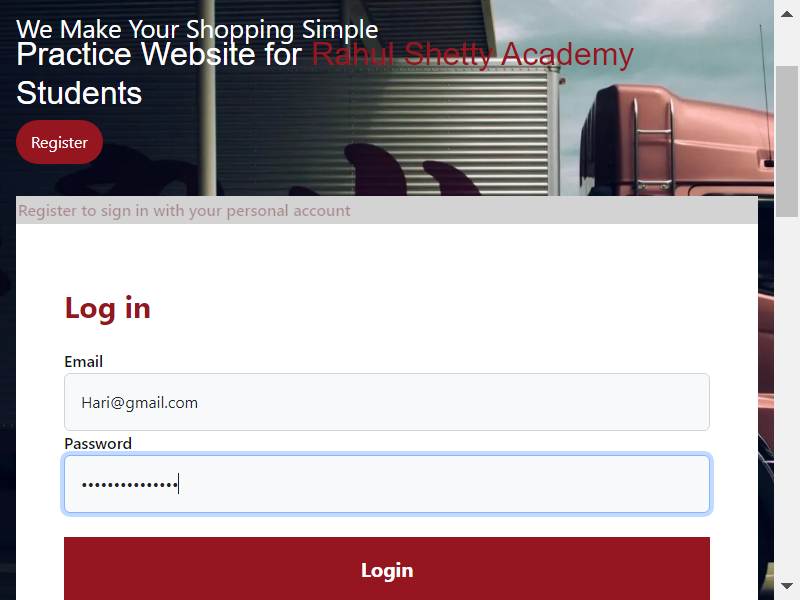 We Make Your Shopping Simple
Practice Website for Rahul Shetty Academy
Students
Register
Register to sign in with your personal account
Log in
Email
Hari@gmail.com
Password
•••••••••••••••
Login